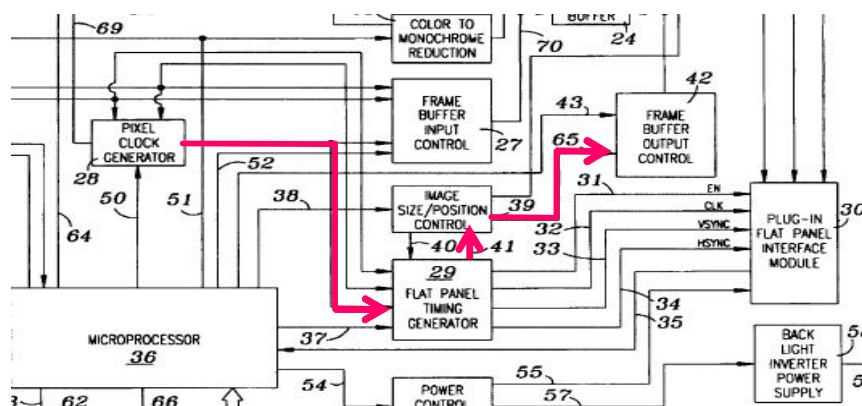 69
COLOR TO
MONOCHROME
REDUCTION
70
BUFFER
24
PIXEL
CLOCK
GENERATOR
28
50
51
52
64
FRAME
BUFFER
INPUT
CONTROL
27
43
42
FRAME
BUFFER
OUTPUT
CONTROL
65
38
IMAGE
SIZE/POSITION
CONTROL
39
40
41
29
FLAT PANEL
TIMING
GENERATOR
31
32
33
34
35
EN
CLK
VSYNC
HSYNC
PLUG-IN
FLAT PANEL
INTERFACE
MODULE
30
MICROPROCESSOR
36
37
62
66
54
POWER
CONTROL
55
57
BACK
LIGHT
INVERTER
POWER
SUPPLY